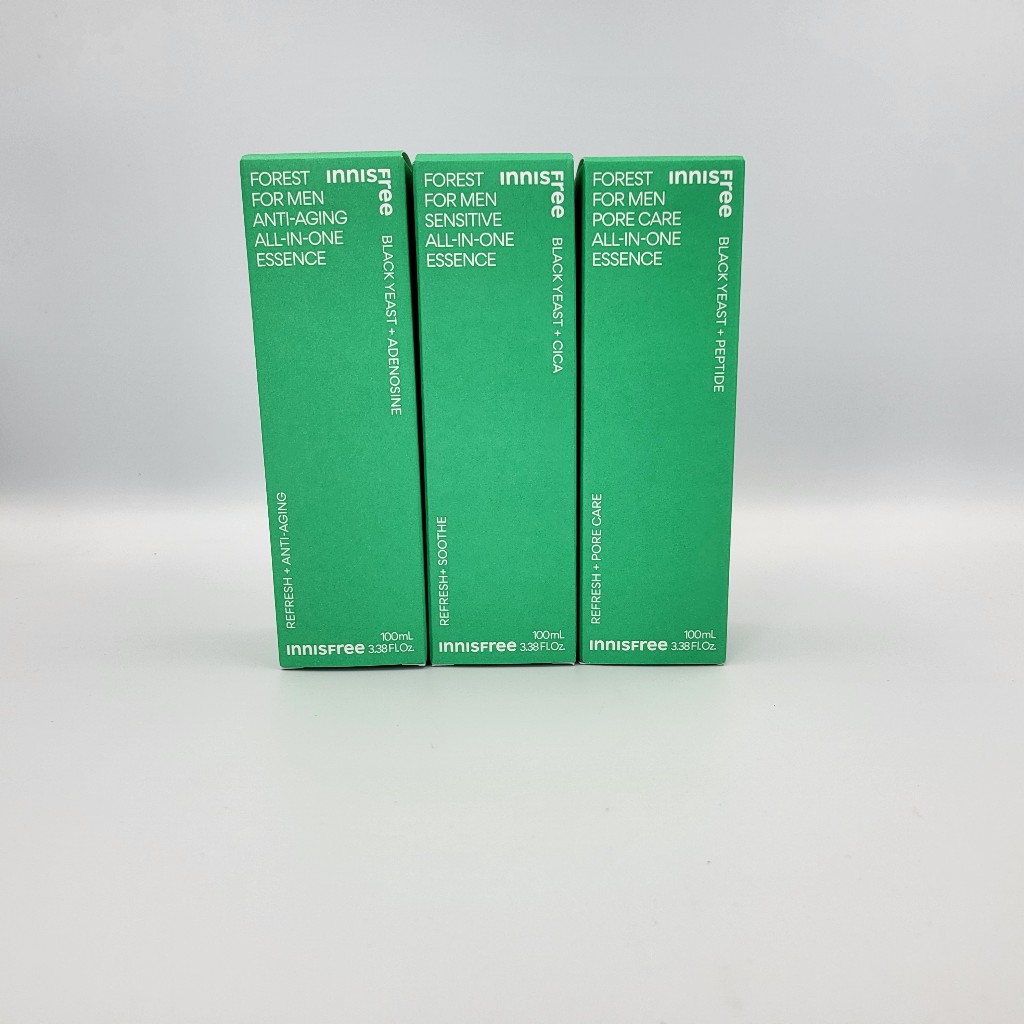 FOREST
FOR MEN
ANTI-AGING
ALL-IN-ONE
ESSENCE
INNISFree
BLACK YEAST + ADENOSINE
REFRESH + ANTI-AGING
100mL
INNISFree 3.38 FL.Oz.
FOREST
FOR MEN
SENSITIVE
ALL-IN-ONE
ESSENCE
INNISFree
BLACK YEAST + CICA
REFRESH+ SOOTHE
100mL
INNISFree 3.38 FL.Oz.
FOREST
FOR MEN
PORE CARE
ALL-IN-ONE
ESSENCE
INNISFree
BLACK YEAST + PEPTIDE
REFRESH + PORE CARE
100mL
INNISFree 3.38 FL.Oz.